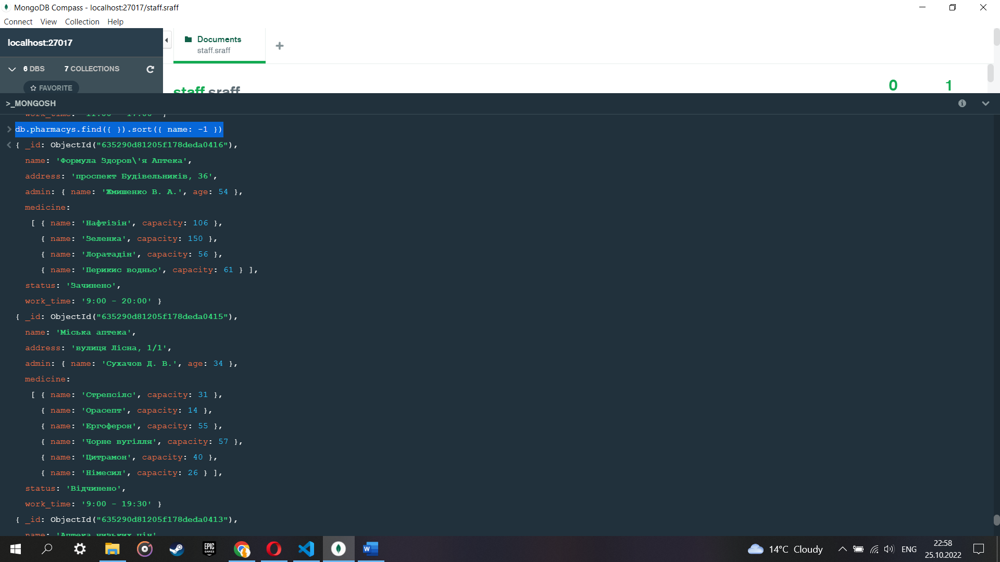 MongoDB Compass - localhost:27017/staff.sraff
Connect View Collection Help
localhost:27017
Documents
staff.sraff
6 DBS 7 COLLECTIONS
FAVORITE
staff.sraff
0 1
>_MONGOSH
work_time: '11:00 - 17:00' }
db.pharmacys.find({ }).sort({ name: -1 })
{ _id: ObjectId("635290d81205f178deda0416"),
name: 'Формула Здоров\'я Аптека',
address: 'проспект Будівельників, 36',
admin: { name: 'Жмишенко В. А.', age: 54 },
medicine:
[ { name: 'Нафтізін', capacity: 106 },
{ name: 'Зеленка', capacity: 150 },
{ name: 'Лоратадін', capacity: 56 },
{ name: 'Перикис водньо', capacity: 61 } ],
status: 'Зачинено',
work_time: '9:00 - 20:00' }
{ _id: ObjectId("635290d81205f178deda0415"),
name: 'Міська аптека',
address: 'вулиця Лісна, 1/1',
admin: { name: 'Сухачов Д. В.', age: 34 },
medicine:
[ { name: 'Стрепсілс', capacity: 31 },
{ name: 'Орасепт', capacity: 14 },
{ name: 'Ергоферон', capacity: 55 },
{ name: 'Чорне вугілля', capacity: 57 },
{ name: 'Цитрамон', capacity: 40 },
{ name: 'Німесил', capacity: 26 } ],
status: 'Відчинено',
work_time: '9:00 - 19:30' }
{ _id: ObjectId("635290d81205f178deda0413"),
name: 'Аптека низьких цін'
EPIC
GAMES
W
14°C Cloudy
ENG
22:58
25.10.2022